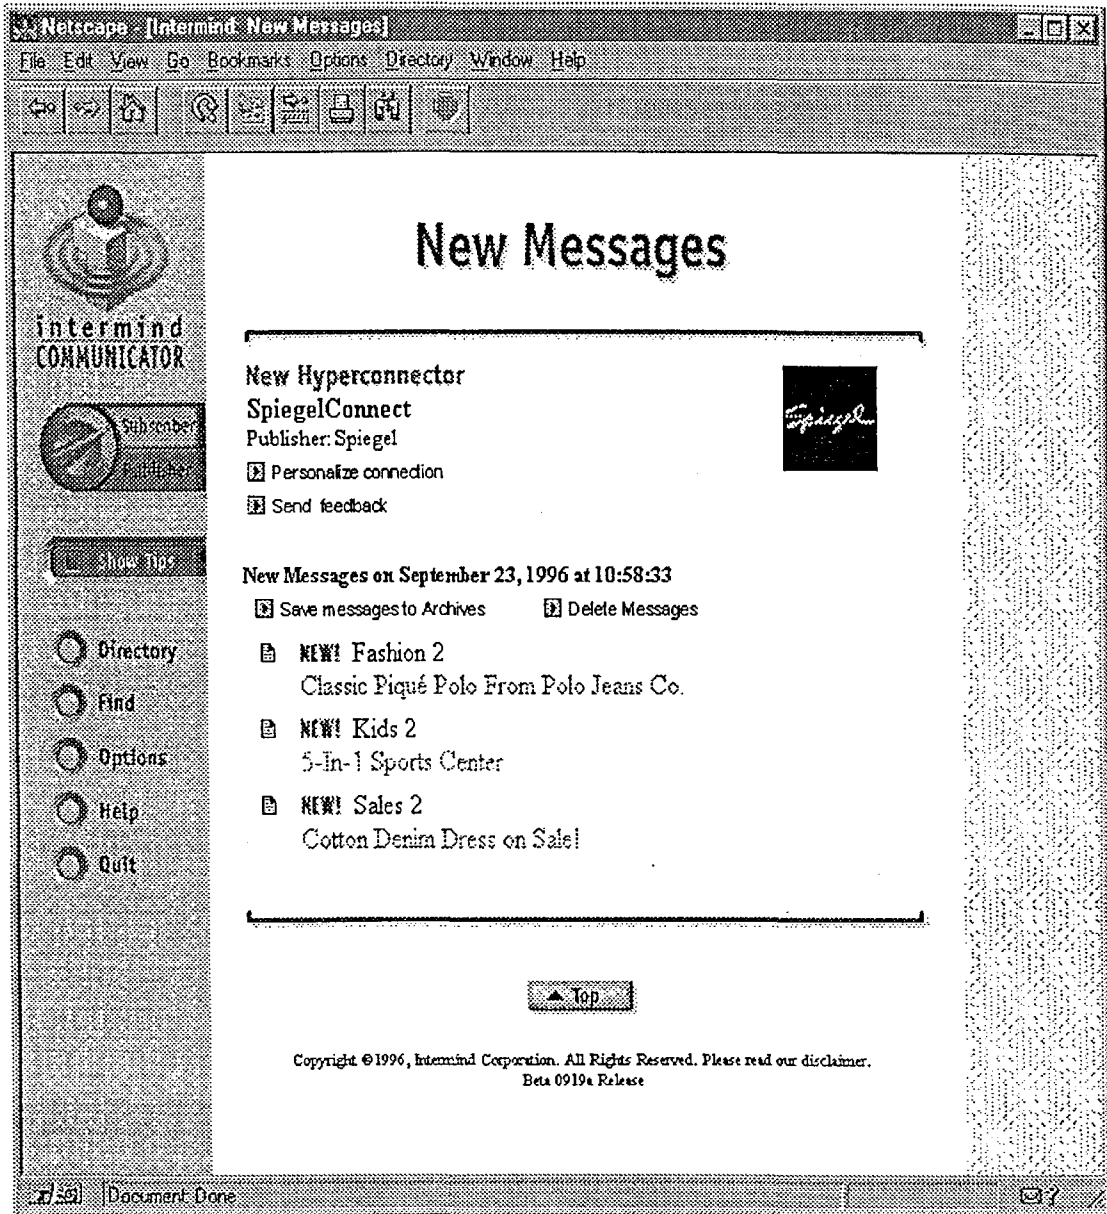 Netscape - [Intermind: New Messages]
File Edit View Go Bookmarks Options Directory Window Help
New Messages
intermind
COMMUNICATOR
New Hyperconnector
SpiegelConnect
Publisher: Spiegel
Spiegel
Personalize connection
Send feedback
Subscriber
Publisher
Show Tips
New Messages on September 23, 1996 at 10:58:33
Save messages to Archives Delete Messages
Directory
Find
Options
Help
Quit
NEW! Fashion 2
Classic Piqué Polo From Polo Jeans Co.
NEW! Kids 2
5-In-1 Sports Center
NEW! Sales 2
Cotton Denim Dress on Sale!
Top
Copyright ©1996, Intermind Corporation. All Rights Reserved. Please read our disclaimer.
Beta 0919a Release
Document: Done